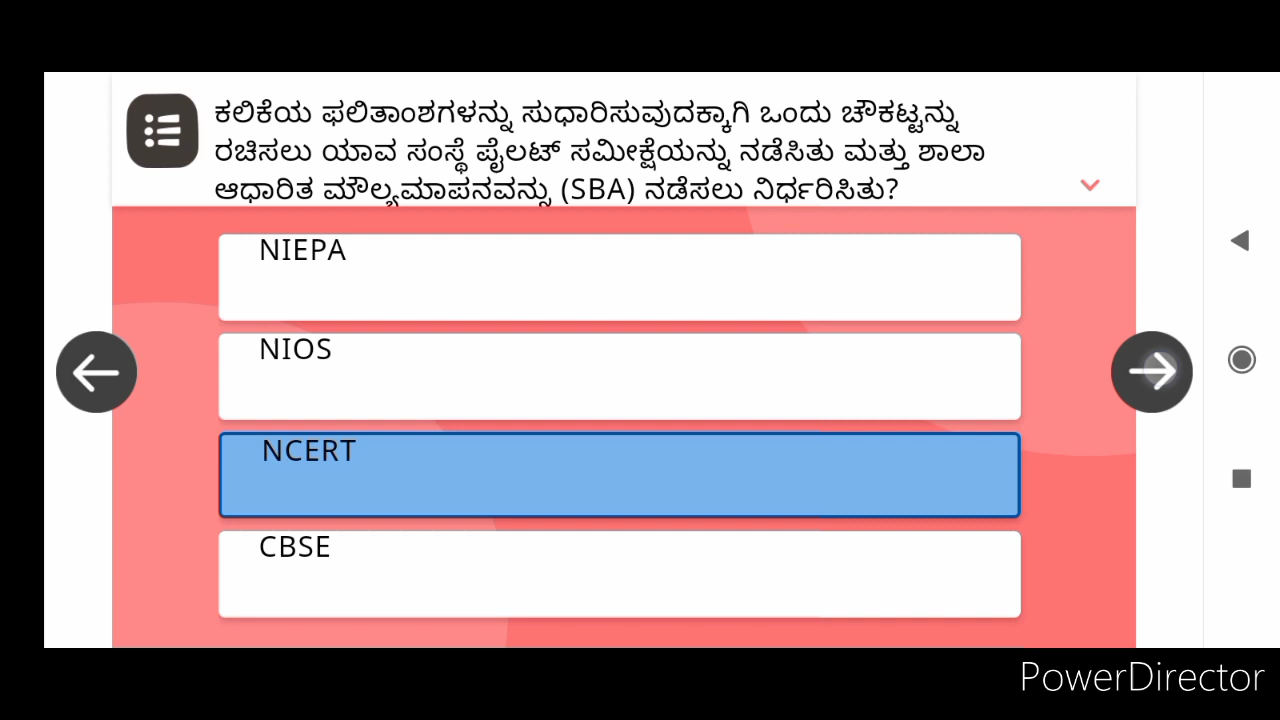 ಕಲಿಕೆಯ ಫಲಿತಾಂಶಗಳನ್ನು ಸುಧಾರಿಸುವುದಕ್ಕಾಗಿ ಒಂದು ಚೌಕಟ್ಟನ್ನು
ರಚಿಸಲು ಯಾವ ಸಂಸ್ಥೆ ಪೈಲಟ್ ಸಮೀಕ್ಷೆಯನ್ನು ನಡೆಸಿತು ಮತ್ತು ಶಾಲಾ
ಆಧಾರಿತ ಮೌಲ್ಯಮಾಪನವನ್ನು (SBA) ನಡೆಸಲು ನಿರ್ಧರಿಸಿತು?
NIEPA
NIOS
NCERT
CBSE
PowerDirector